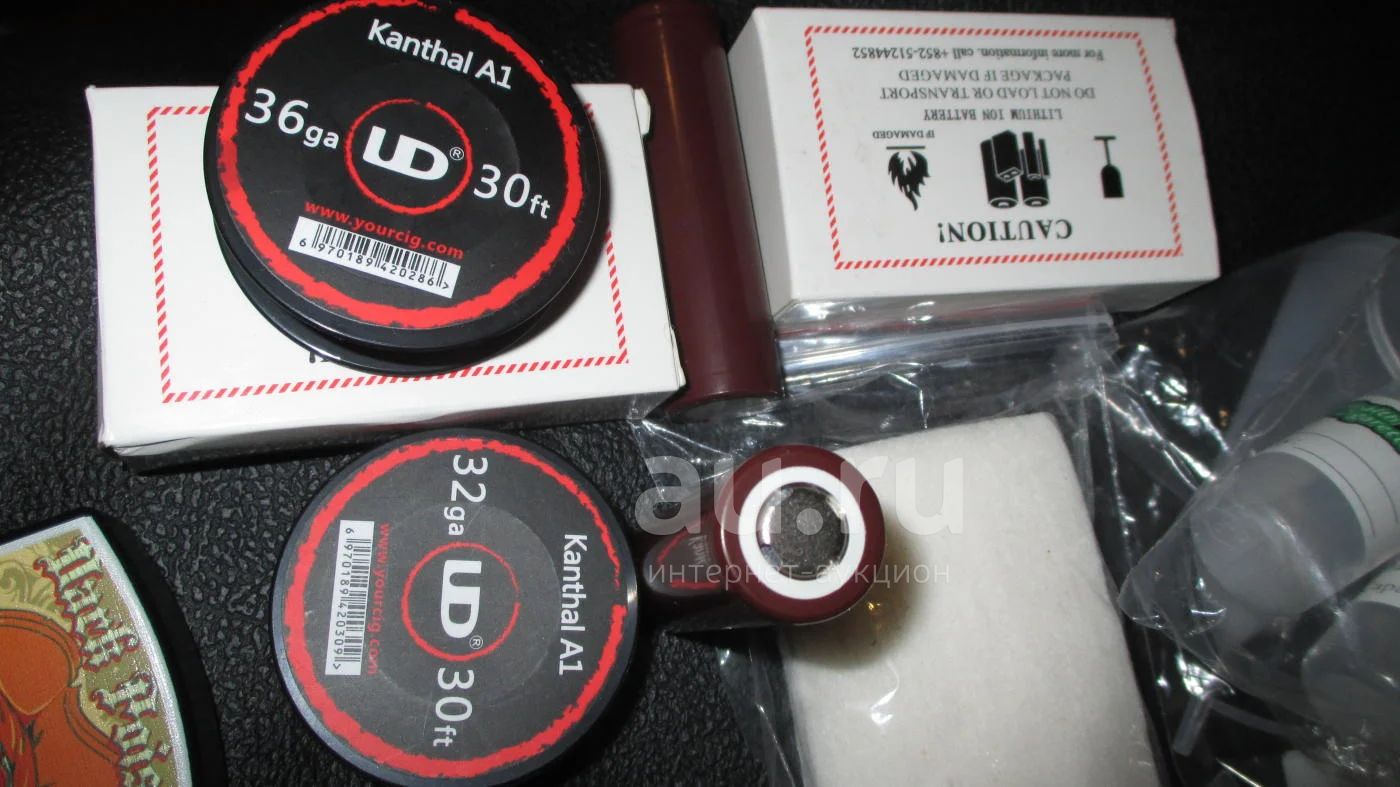 Kanthal A1
36ga
UD®
30ft
www.yourcig.com
6 970189 420286 >
For more information, call +852-51244852
DO NOT LOAD OR TRANSPORT
PACKAGE IF DAMAGED
LITHIUM ION BATTERY
IF DAMAGED
CAUTION!
32ga
Kanthal A1
UD®
30ft
www.yourcig.com
6 970189 420309 >
au.ru
интернет аукцион